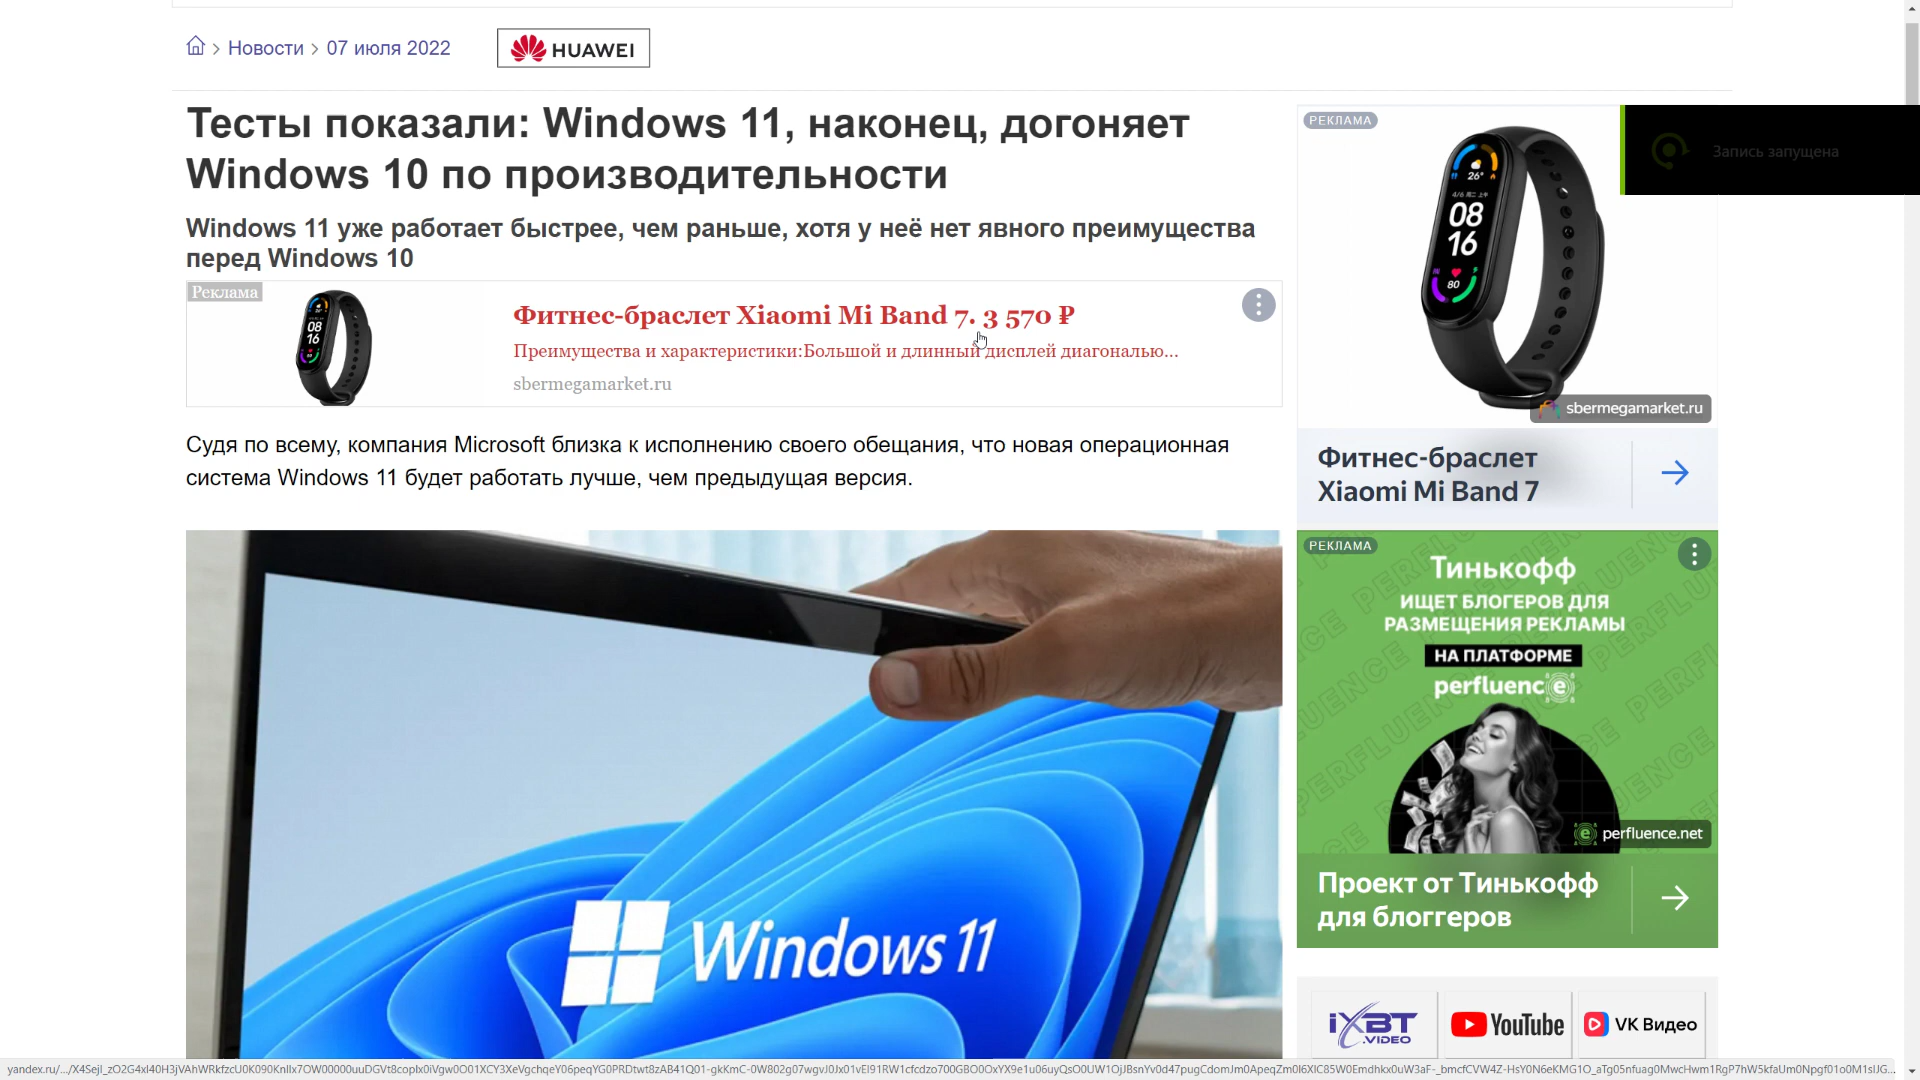 Новости > 07 июля 2022
HUAWEI
Тесты показали: Windows 11, наконец, догоняет
Windows 10 по производительности
Windows 11 уже работает быстрее, чем раньше, хотя у неё нет явного преимущества
перед Windows 10
Реклама
Фитнес-браслет Xiaomi Mi Band 7. 3 570 ₽
Преимущества и характеристики:Большой и длинный дисплей диагональю...
sbermegamarket.ru
Судя по всему, компания Microsoft близка к исполнению своего обещания, что новая операционная
система Windows 11 будет работать лучше, чем предыдущая версия.
Windows 11
РЕКЛАМА
Запись запущена
26°
08
16
80
sbermegamarket.ru
Фитнес-браслет
Xiaomi Mi Band 7
РЕКЛАМА
Тинькофф
ИЩЕТ БЛОГЕРОВ ДЛЯ
РАЗМЕЩЕНИЯ РЕКЛАМЫ
НА ПЛАТФОРМЕ
perfluence
perfluence.net
Проект от Тинькофф
для блоггеров
iXBT
.VIDEO
YouTube
VK Видео